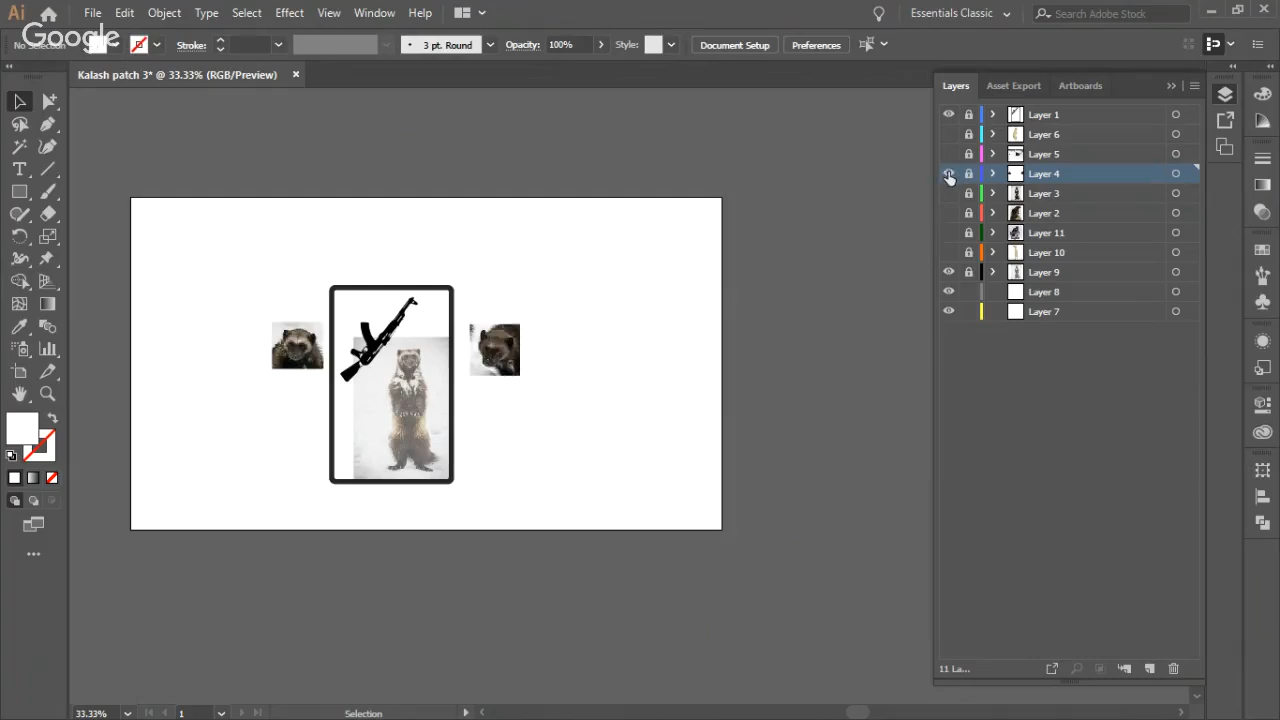 Ai File Edit Object Type Select Effect View Window Help Essentials Classic Search Adobe Stock
Google
No Selection Stroke: 3 pt. Round Opacity: 100% Style: Document Setup Preferences
Kalash patch 3* @ 33.33% (RGB/Preview)
Layers Asset Export Artboards
Layer 1
Layer 6
Layer 5
Layer 4
Layer 3
Layer 2
Layer 11
Layer 10
Layer 9
Layer 8
Layer 7
11 La...
33.33% 1 Selection